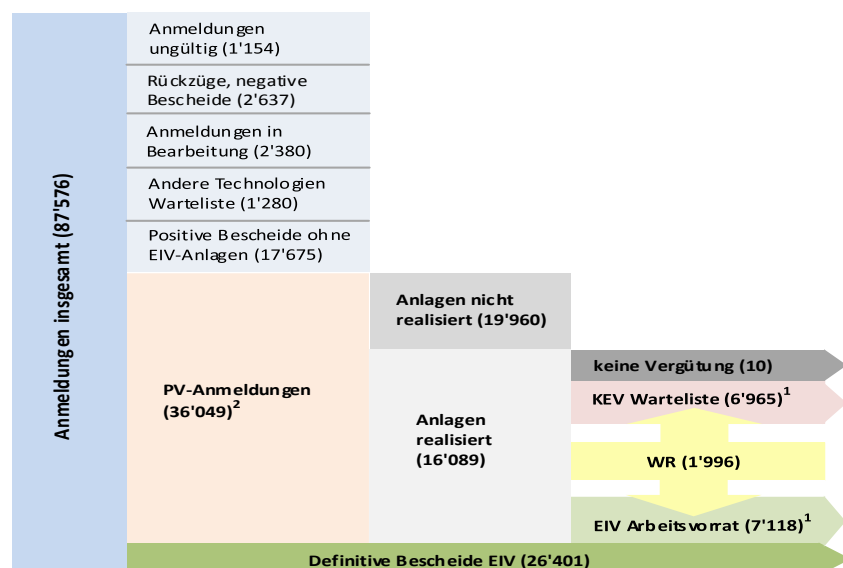 Anmeldungen insgesamt (87'576)
Anmeldungen
ungültig (1'154)
Rückzüge, negative
Bescheide (2'637)
Anmeldungen in
Bearbeitung (2'380)
Andere Technologien
Warteliste (1'280)
Positive Bescheide ohne
EIV-Anlagen (17'675)
PV-Anmeldungen
(36'049)²
Anlagen nicht
realisiert (19'960)
Anlagen
realisiert
(16'089)
keine Vergütung (10)
KEV Warteliste (6'965)¹
WR (1'996)
EIV Arbeitsvorrat (7'118)¹
Definitive Bescheide EIV (26'401)